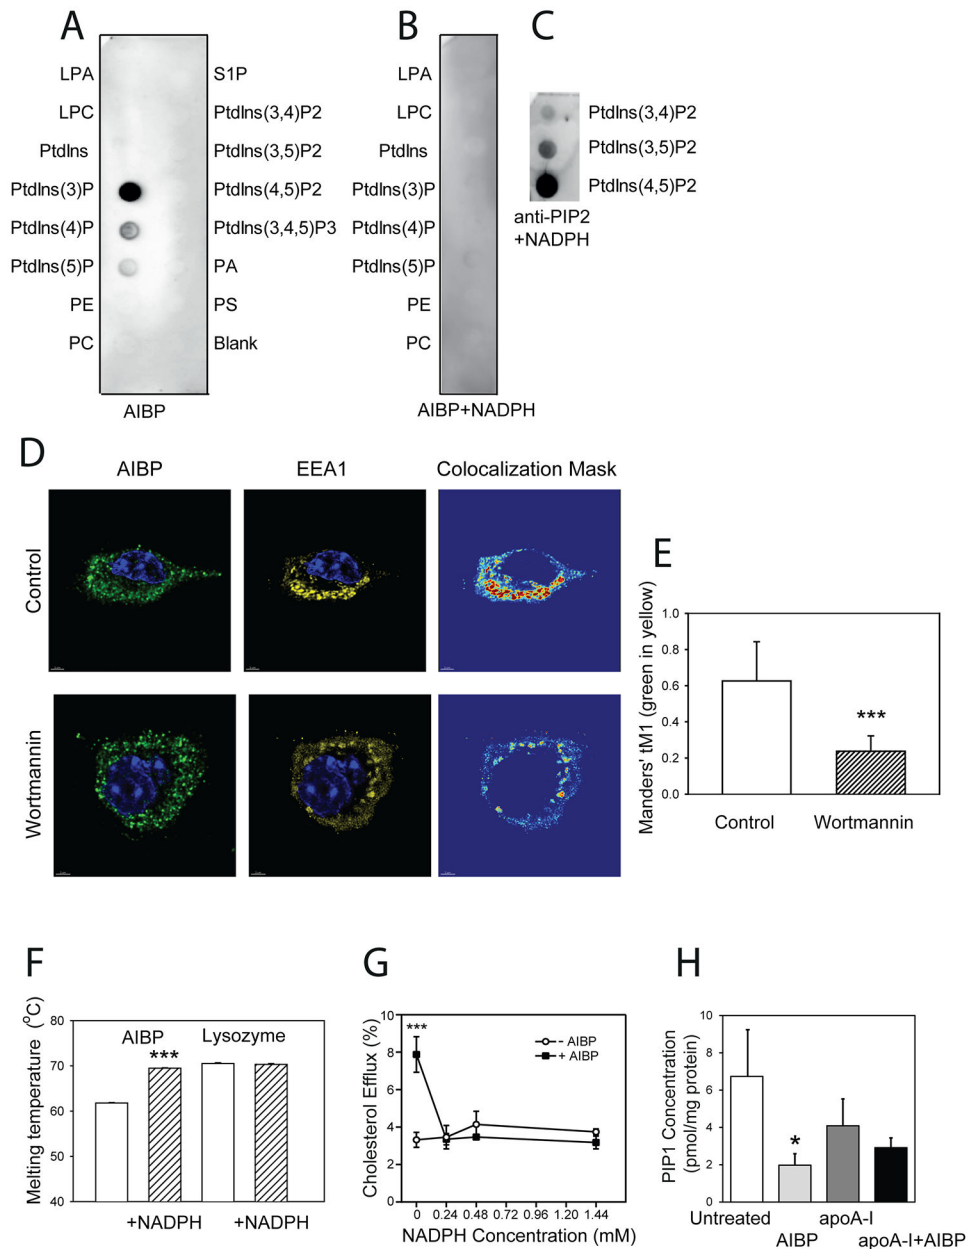 A
B
C
LPA
LPC
PtdIns
PtdIns(3)P
PtdIns(4)P
PtdIns(5)P
PE
PC
S1P
PtdIns(3,4)P2
PtdIns(3,5)P2
PtdIns(4,5)P2
PtdIns(3,4,5)P3
PA
PS
Blank
AIBP
LPA
LPC
PtdIns
PtdIns(3)P
PtdIns(4)P
PtdIns(5)P
PE
PC
AIBP+NADPH
PtdIns(3,4)P2
PtdIns(3,5)P2
PtdIns(4,5)P2
anti-PIP2
+NADPH
D
AIBP
EEA1
Colocalization Mask
Control
Wortmannin
E
Manders' tM1 (green in yellow)
1.0
0.8
0.6
0.4
0.2
0.0
***
Control
Wortmannin
F
Melting temperature (°C)
80
70
60
50
40
AIBP
Lysozyme
***
+NADPH
+NADPH
G
Cholesterol Efflux (%)
10
8
6
4
2
0
***
- AIBP
+ AIBP
0 0.24 0.48 0.72 0.96 1.20 1.44
NADPH Concentration (mM)
H
PIP1 Concentration
(pmol/mg protein)
10
8
6
4
2
0
*
Untreated
AIBP
apoA-I
apoA-I+AIBP